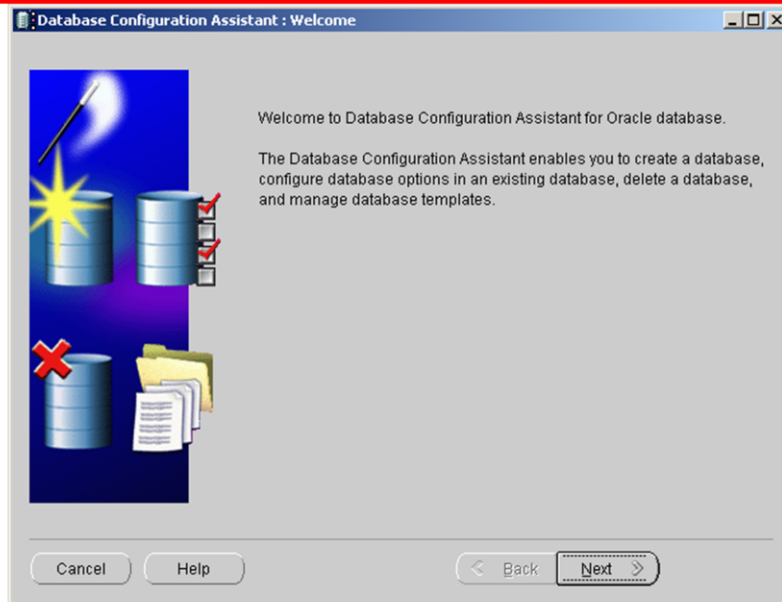 Database Configuration Assistant : Welcome
Welcome to Database Configuration Assistant for Oracle database.
The Database Configuration Assistant enables you to create a database,
configure database options in an existing database, delete a database,
and manage database templates.
Cancel
Help
Back
Next